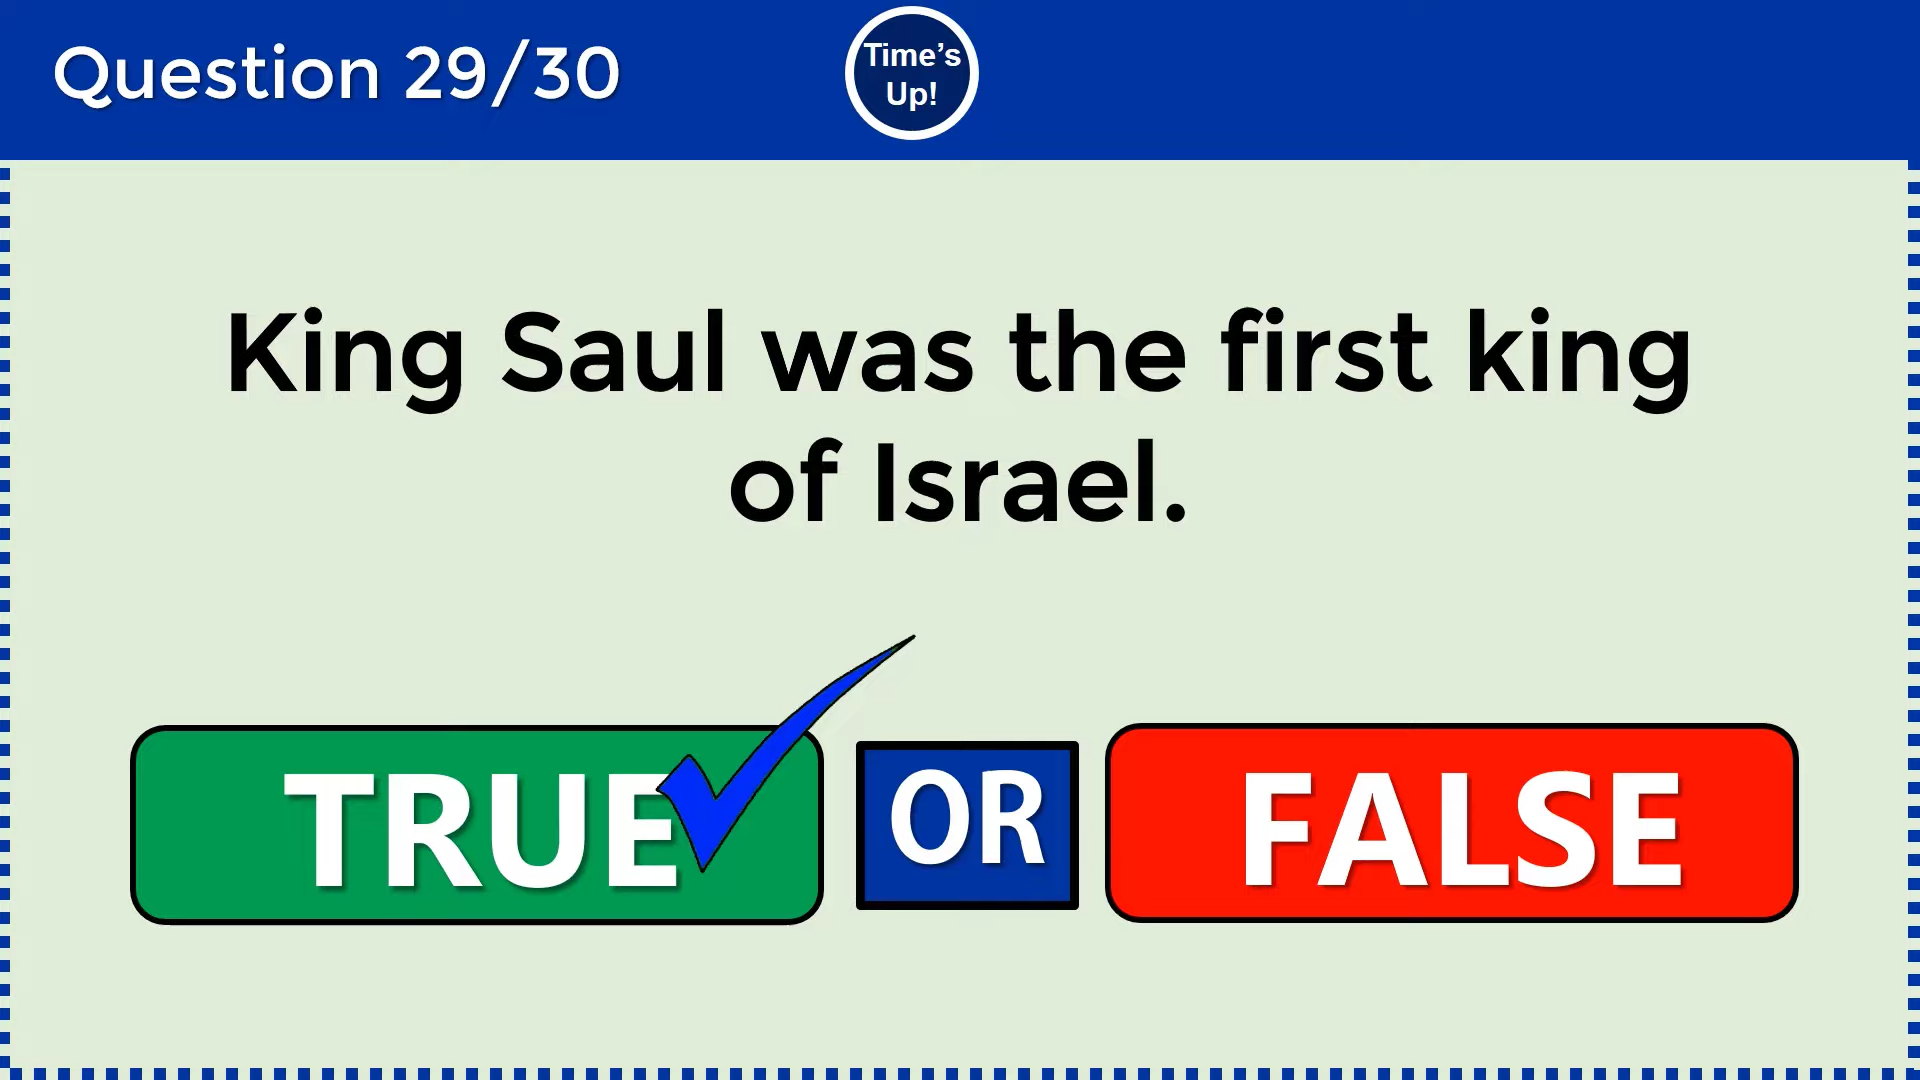 Question 29/30
Time’s
Up!
King Saul was the first king
of Israel.
TRUE
OR
FALSE